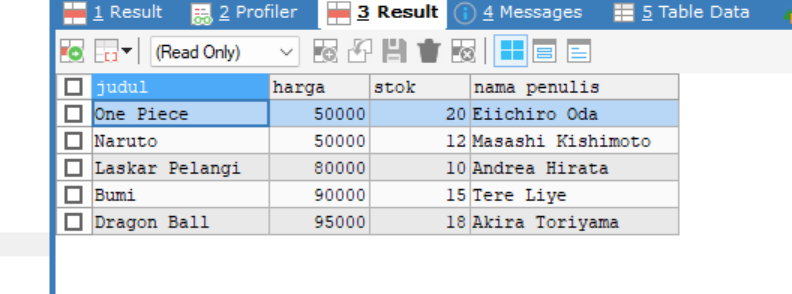 1 Result 2 Profiler 3 Result 4 Messages 5 Table Data
(Read Only)
judul harga stok nama penulis
One Piece 50000 20 Eiichiro Oda
Naruto 50000 12 Masashi Kishimoto
Laskar Pelangi 80000 10 Andrea Hirata
Bumi 90000 15 Tere Liye
Dragon Ball 95000 18 Akira Toriyama